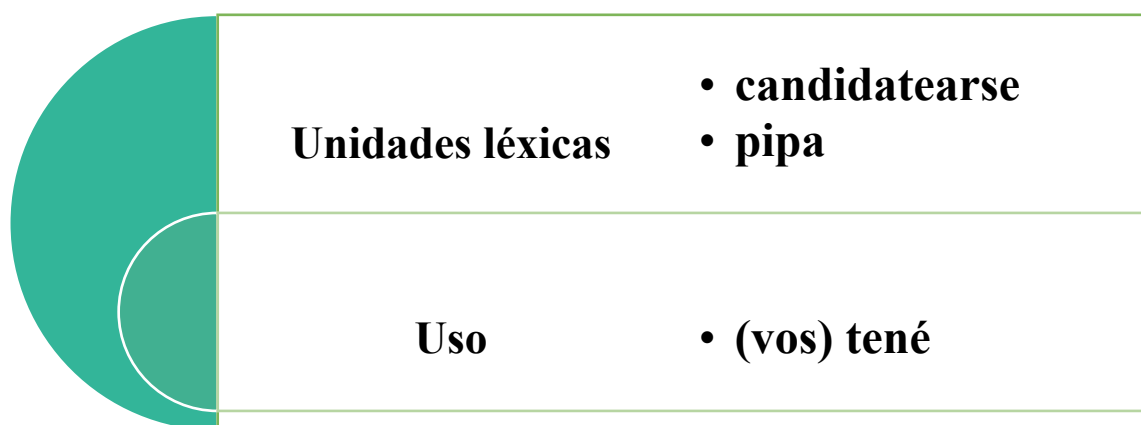 Unidades léxicas
• candidatearse
• pipa
Uso
• (vos) tené